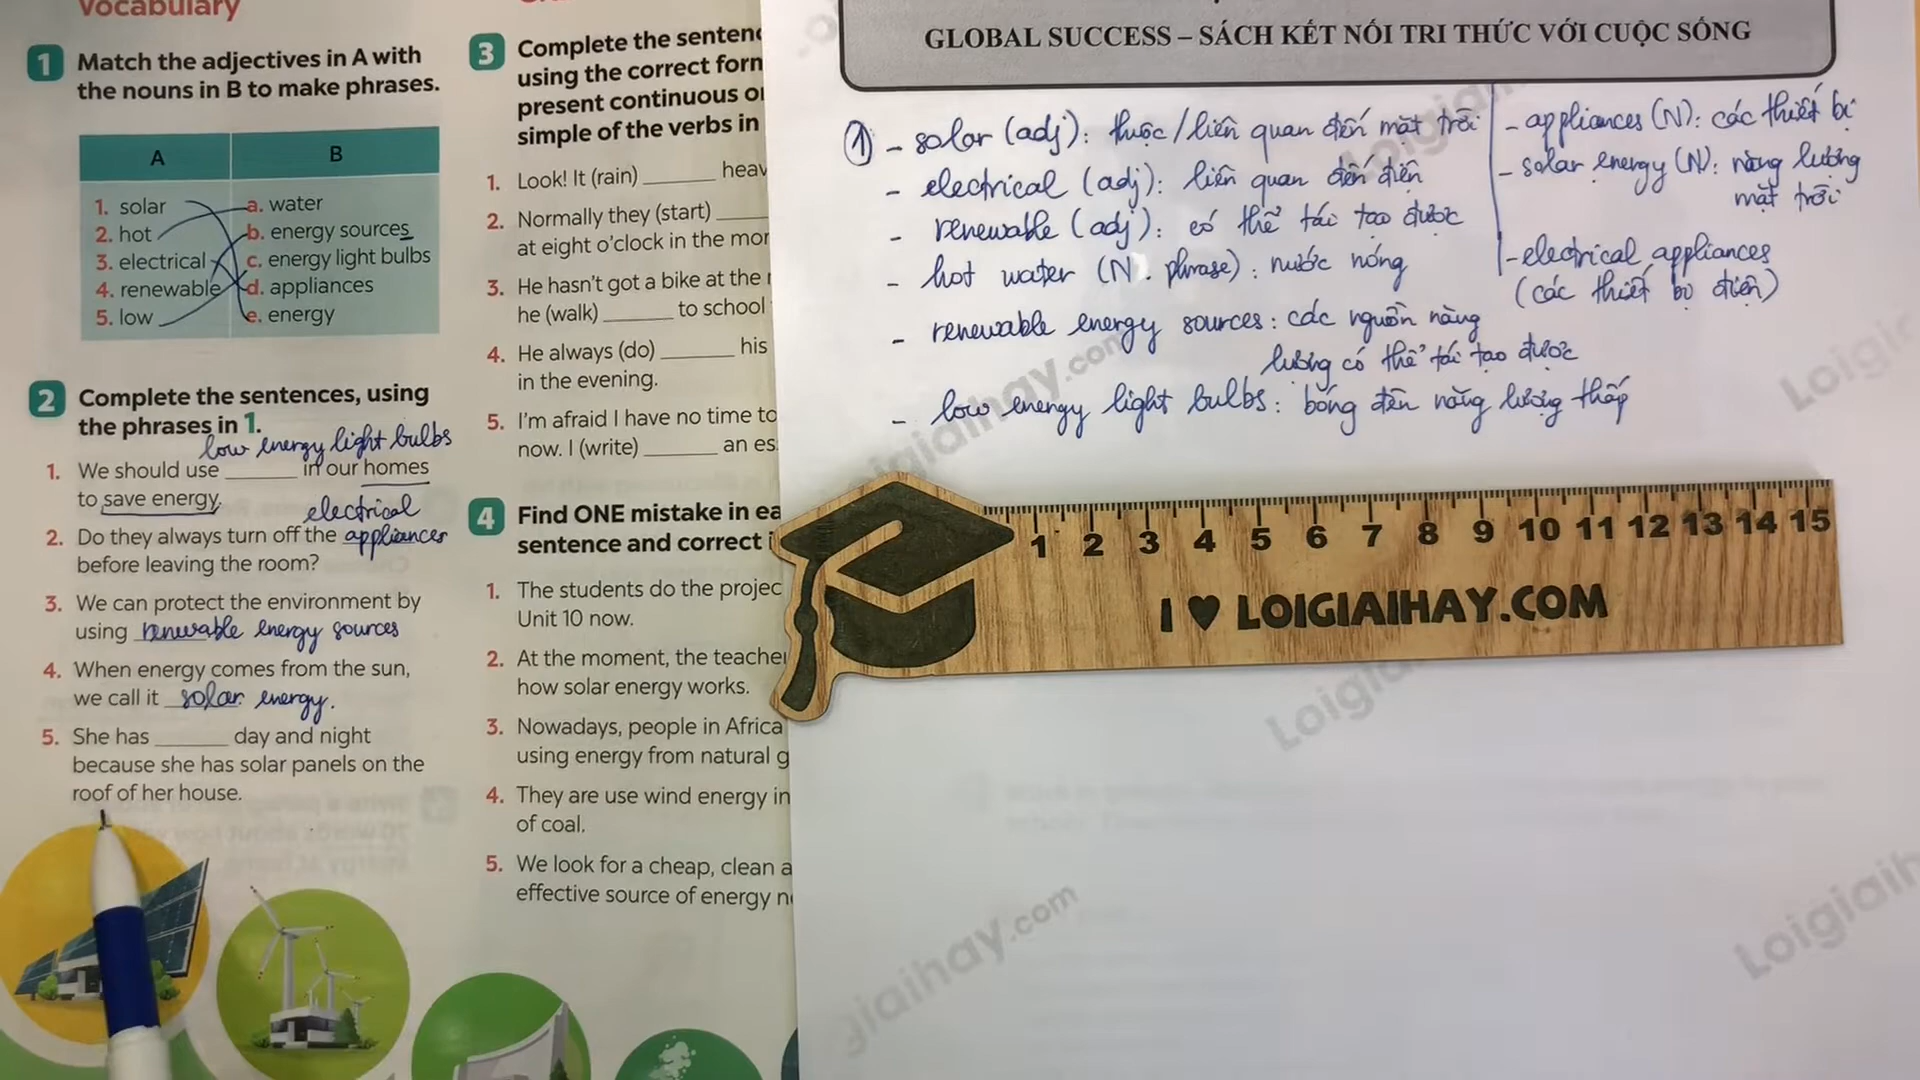 Vocabulary
1 Match the adjectives in A with
the nouns in B to make phrases.
A B
1. solar a. water
2. hot b. energy sources
3. electrical c. energy light bulbs
4. renewable d. appliances
5. low e. energy
2 Complete the sentences, using
the phrases in 1.
low energy light bulbs
1. We should use ______ in our homes
to save energy.
electrical
2. Do they always turn off the appliances
before leaving the room?
3. We can protect the environment by
using renewable energy sources
4. When energy comes from the sun,
we call it solar energy.
5. She has ______ day and night
because she has solar panels on the
roof of her house.
3 Complete the sentenc
using the correct form
present continuous o
simple of the verbs in
1. Look! It (rain) ______ heav
2. Normally they (start) ____
at eight o'clock in the mor
3. He hasn't got a bike at the
he (walk) ______ to school
4. He always (do) ______ his
in the evening.
5. I'm afraid I have no time to
now. I (write) ______ an es
4 Find ONE mistake in ea
sentence and correct i
1. The students do the projec
Unit 10 now.
2. At the moment, the teacher
how solar energy works.
3. Nowadays, people in Africa
using energy from natural g
4. They are use wind energy in
of coal.
5. We look for a cheap, clean a
effective source of energy n
GLOBAL SUCCESS – SÁCH KẾT NỐI TRI THỨC VỚI CUỘC SỐNG
① - solar (adj): thuộc/liên quan đến mặt trời
- electrical (adj): liên quan đến điện
- renewable (adj): có thể tái tạo được
- hot water (N. phrase): nước nóng
- renewable energy sources: các nguồn năng
lượng có thể tái tạo được
- low energy light bulbs: bóng đèn năng lượng thấp
- appliances (N): các thiết bị
- solar energy (N): năng lượng
mặt trời
- electrical appliances
(các thiết bị điện)
1 2 3 4 5 6 7 8 9 10 11 12 13 14 15
I ♥ LOIGIAIHAY.COM
Loigiaihay.com